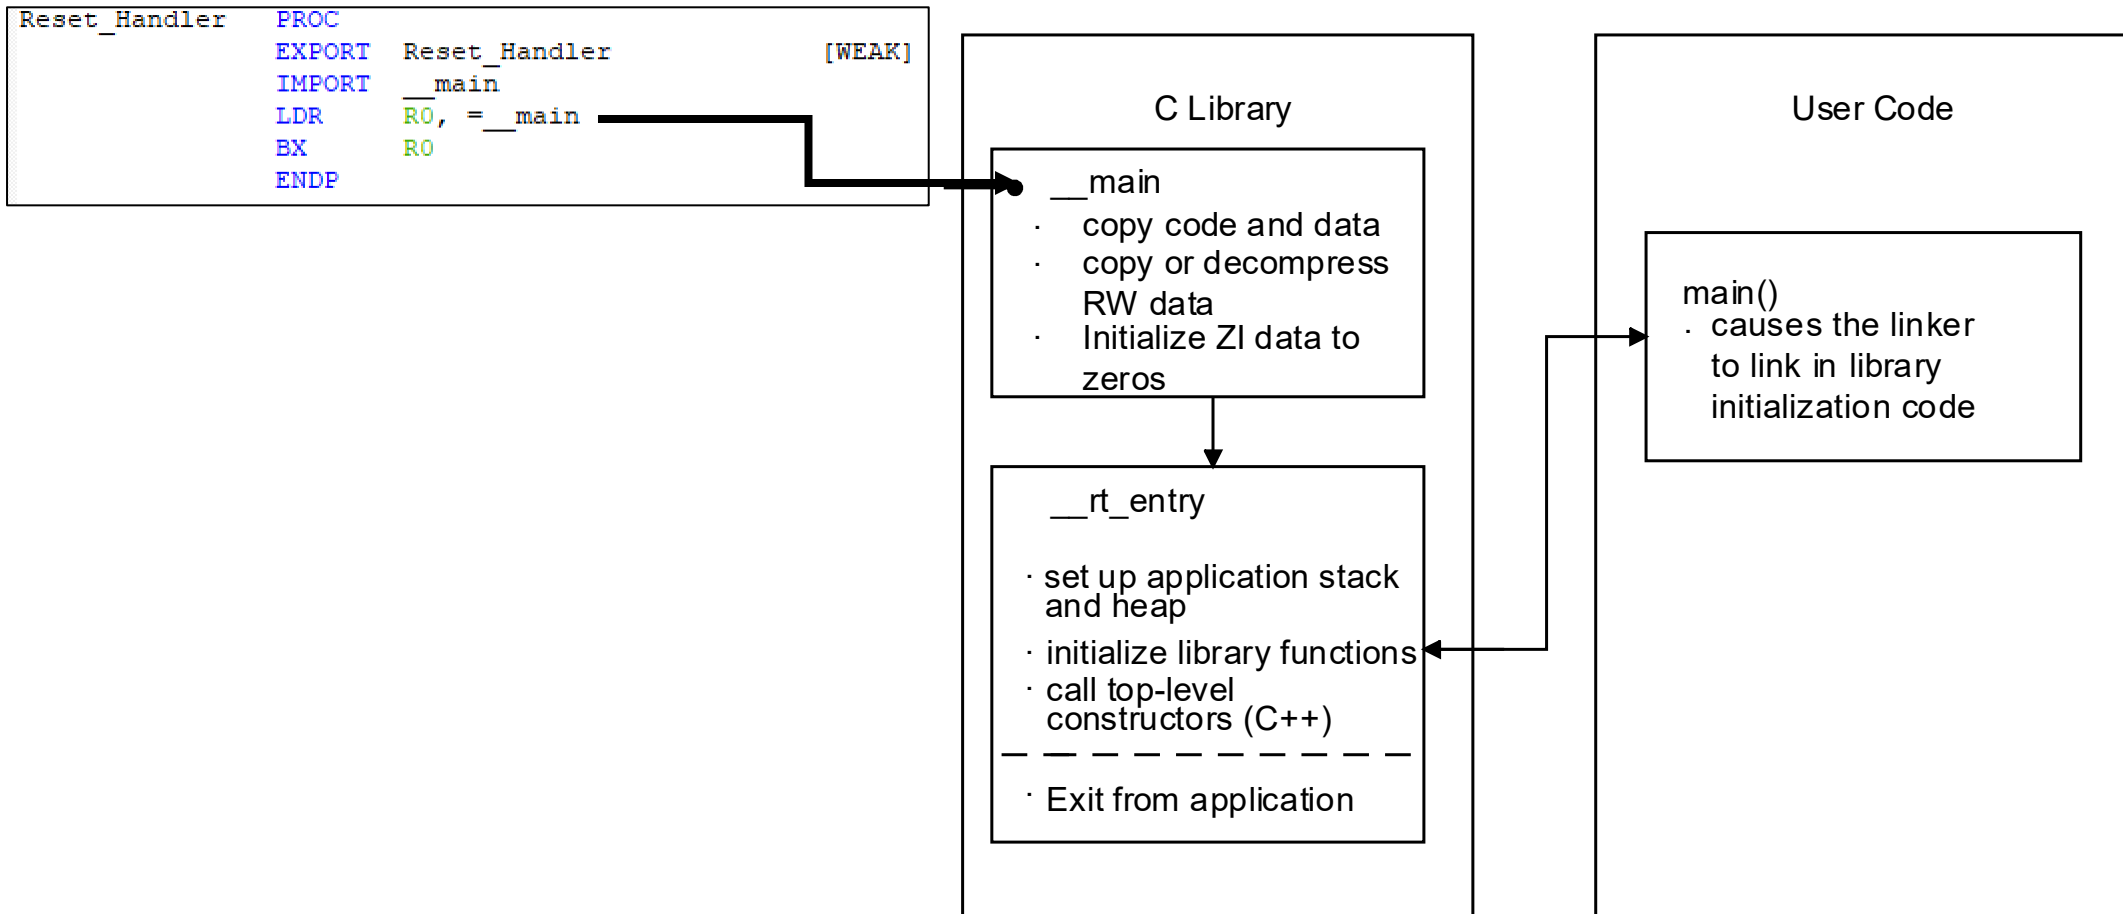 Reset_Handler PROC
EXPORT Reset_Handler [WEAK]
IMPORT __main
LDR R0, =__main
BX R0
ENDP
C Library
__main
· copy code and data
· copy or decompress
RW data
· Initialize ZI data to
zeros
__rt_entry
· set up application stack
and heap
· initialize library functions
· call top-level
constructors (C++)
· Exit from application
User Code
main()
· causes the linker
to link in library
initialization code